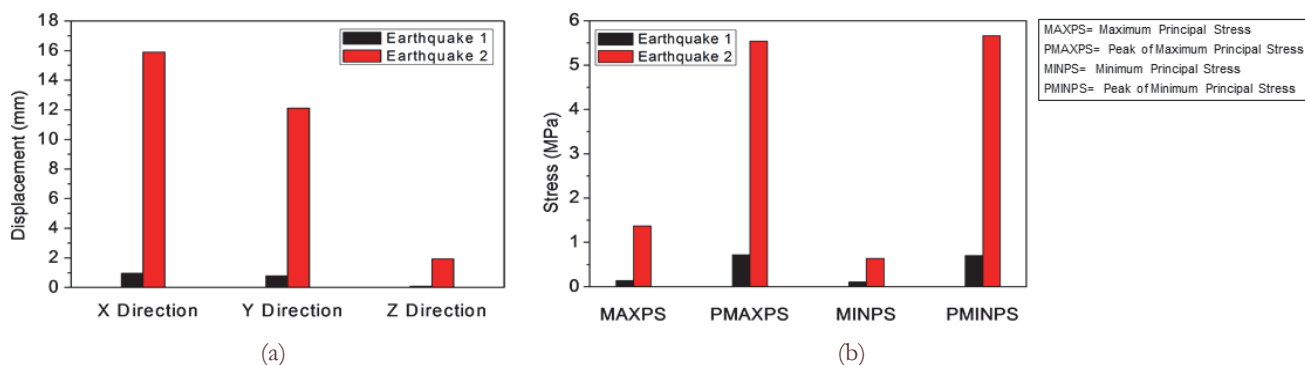 18
16
14
12
10
8
6
4
2
0
Displacement (mm)
Earthquake 1
Earthquake 2
X Direction
Y Direction
Z Direction
(a)
6
5
4
3
2
1
0
Stress (MPa)
Earthquake 1
Earthquake 2
MAXPS
PMAXPS
MINPS
PMINPS
(b)
MAXPS= Maximum Principal Stress
PMAXPS= Peak of Maximum Principal Stress
MINPS= Minimum Principal Stress
PMINPS= Peak of Minimum Principal Stress